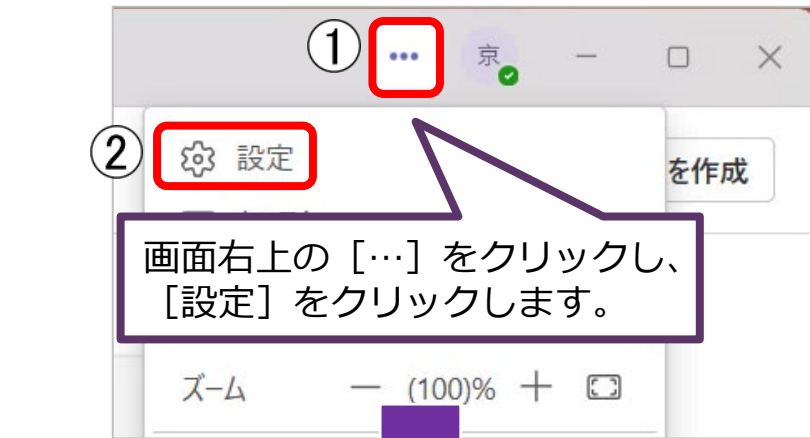 ① ••• 京
② 設定
を作成
画面右上の［…］をクリックし、
［設定］をクリックします。
ズーム — (100)% +